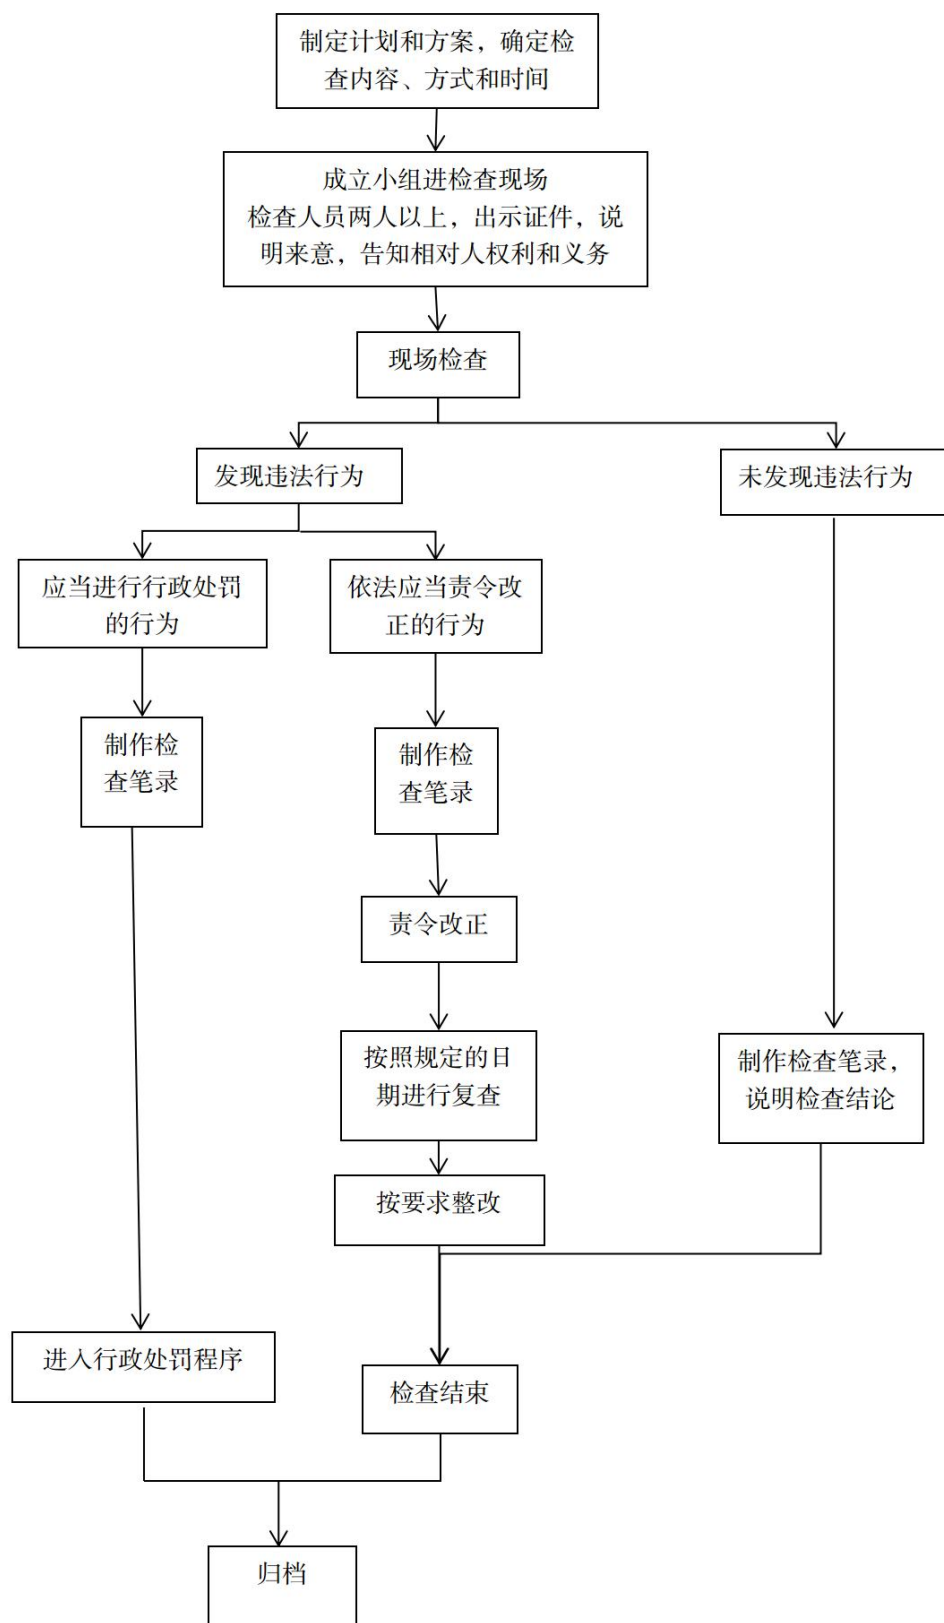 制定计划和方案，确定检
查内容、方式和时间
成立小组进检查现场
检查人员两人以上，出示证件，说
明来意，告知相对人权利和义务
现场检查
发现违法行为
未发现违法行为
应当进行行政处罚
的行为
依法应当责令改
正的行为
制作检
查笔录
制作检
查笔录
责令改正
按照规定的日
期进行复查
制作检查笔录，
说明检查结论
按要求整改
进入行政处罚程序
检查结束
归档